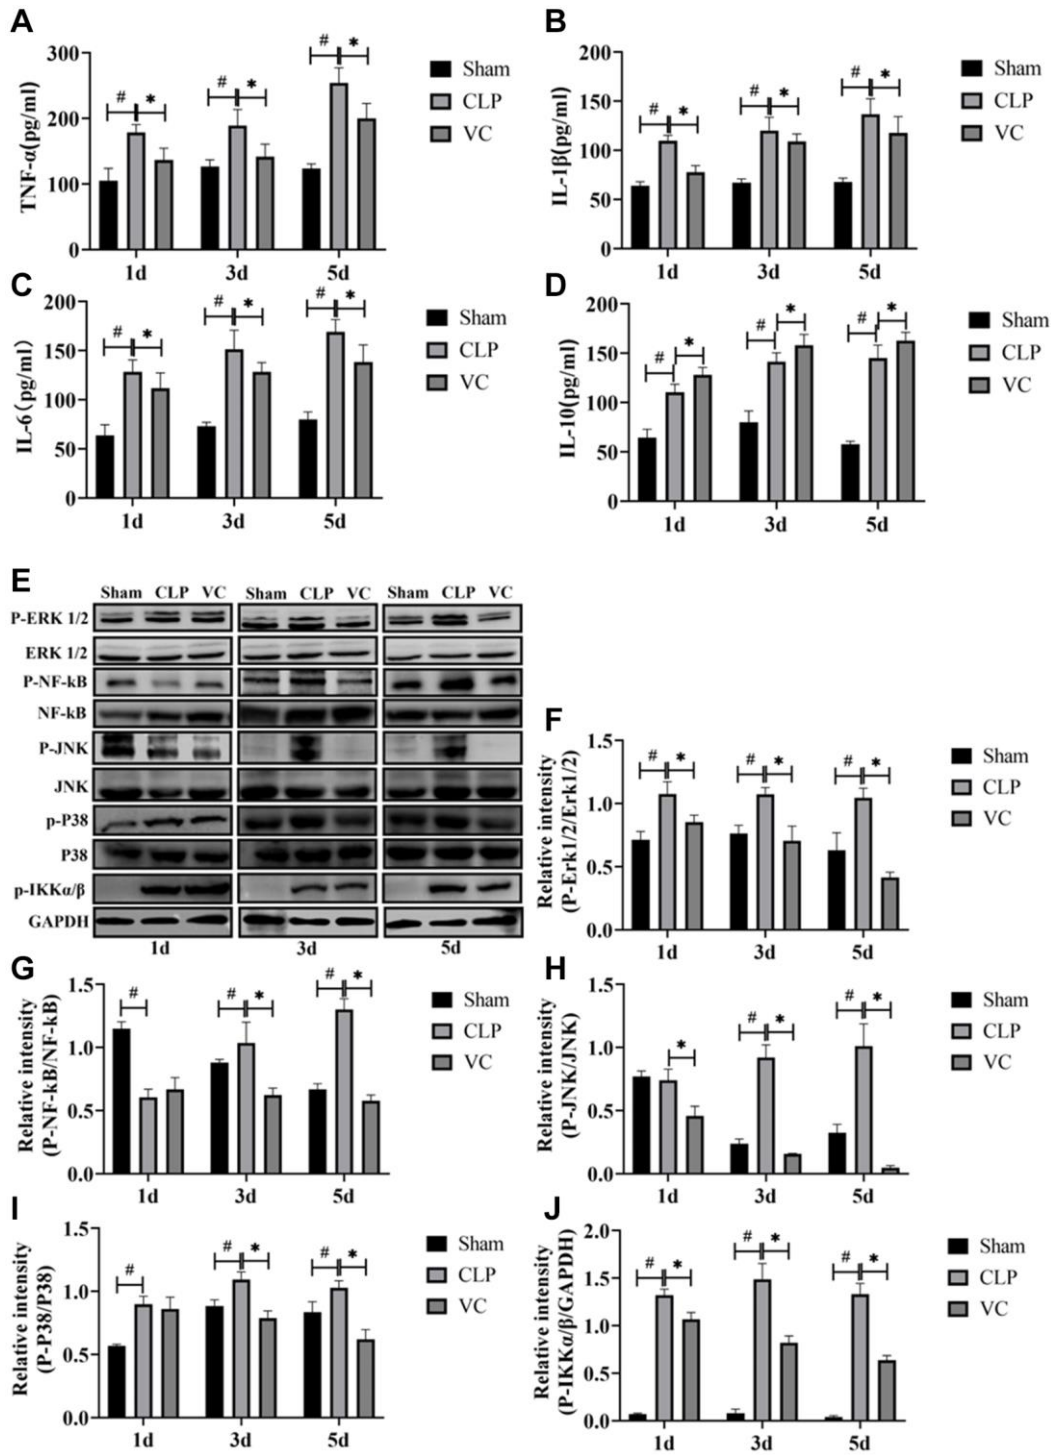 A
TNF-α(pg/ml)
300
200
100
0
# *
# *
# *
1d 3d 5d
Sham
CLP
VC
B
IL-1β(pg/ml)
200
150
100
50
0
# *
# *
# *
1d 3d 5d
Sham
CLP
VC
C
IL-6(pg/ml)
200
150
100
50
0
# *
# *
# *
1d 3d 5d
Sham
CLP
VC
D
IL-10(pg/ml)
200
150
100
50
0
# *
# *
# *
1d 3d 5d
Sham
CLP
VC
E
Sham CLP VC Sham CLP VC Sham CLP VC
P-ERK 1/2
ERK 1/2
P-NF-kB
NF-kB
P-JNK
JNK
p-P38
P38
p-IKKα/β
GAPDH
1d 3d 5d
F
Relative intensity
(P-Erk1/2/Erk1/2)
1.5
1.0
0.5
0.0
# *
# *
# *
1d 3d 5d
Sham
CLP
VC
G
Relative intensity
(P-NF-kB/NF-kB)
1.5
1.0
0.5
0.0
#
# *
# *
1d 3d 5d
Sham
CLP
VC
H
Relative intensity
(P-JNK/JNK)
1.5
1.0
0.5
0.0
*
# *
# *
1d 3d 5d
Sham
CLP
VC
I
Relative intensity
(P-P38/P38)
1.5
1.0
0.5
0.0
#
# *
# *
1d 3d 5d
Sham
CLP
VC
J
Relative intensity
(P-IKKα/β/GAPDH)
2.0
1.5
1.0
0.5
0.0
# *
# *
# *
1d 3d 5d
Sham
CLP
VC